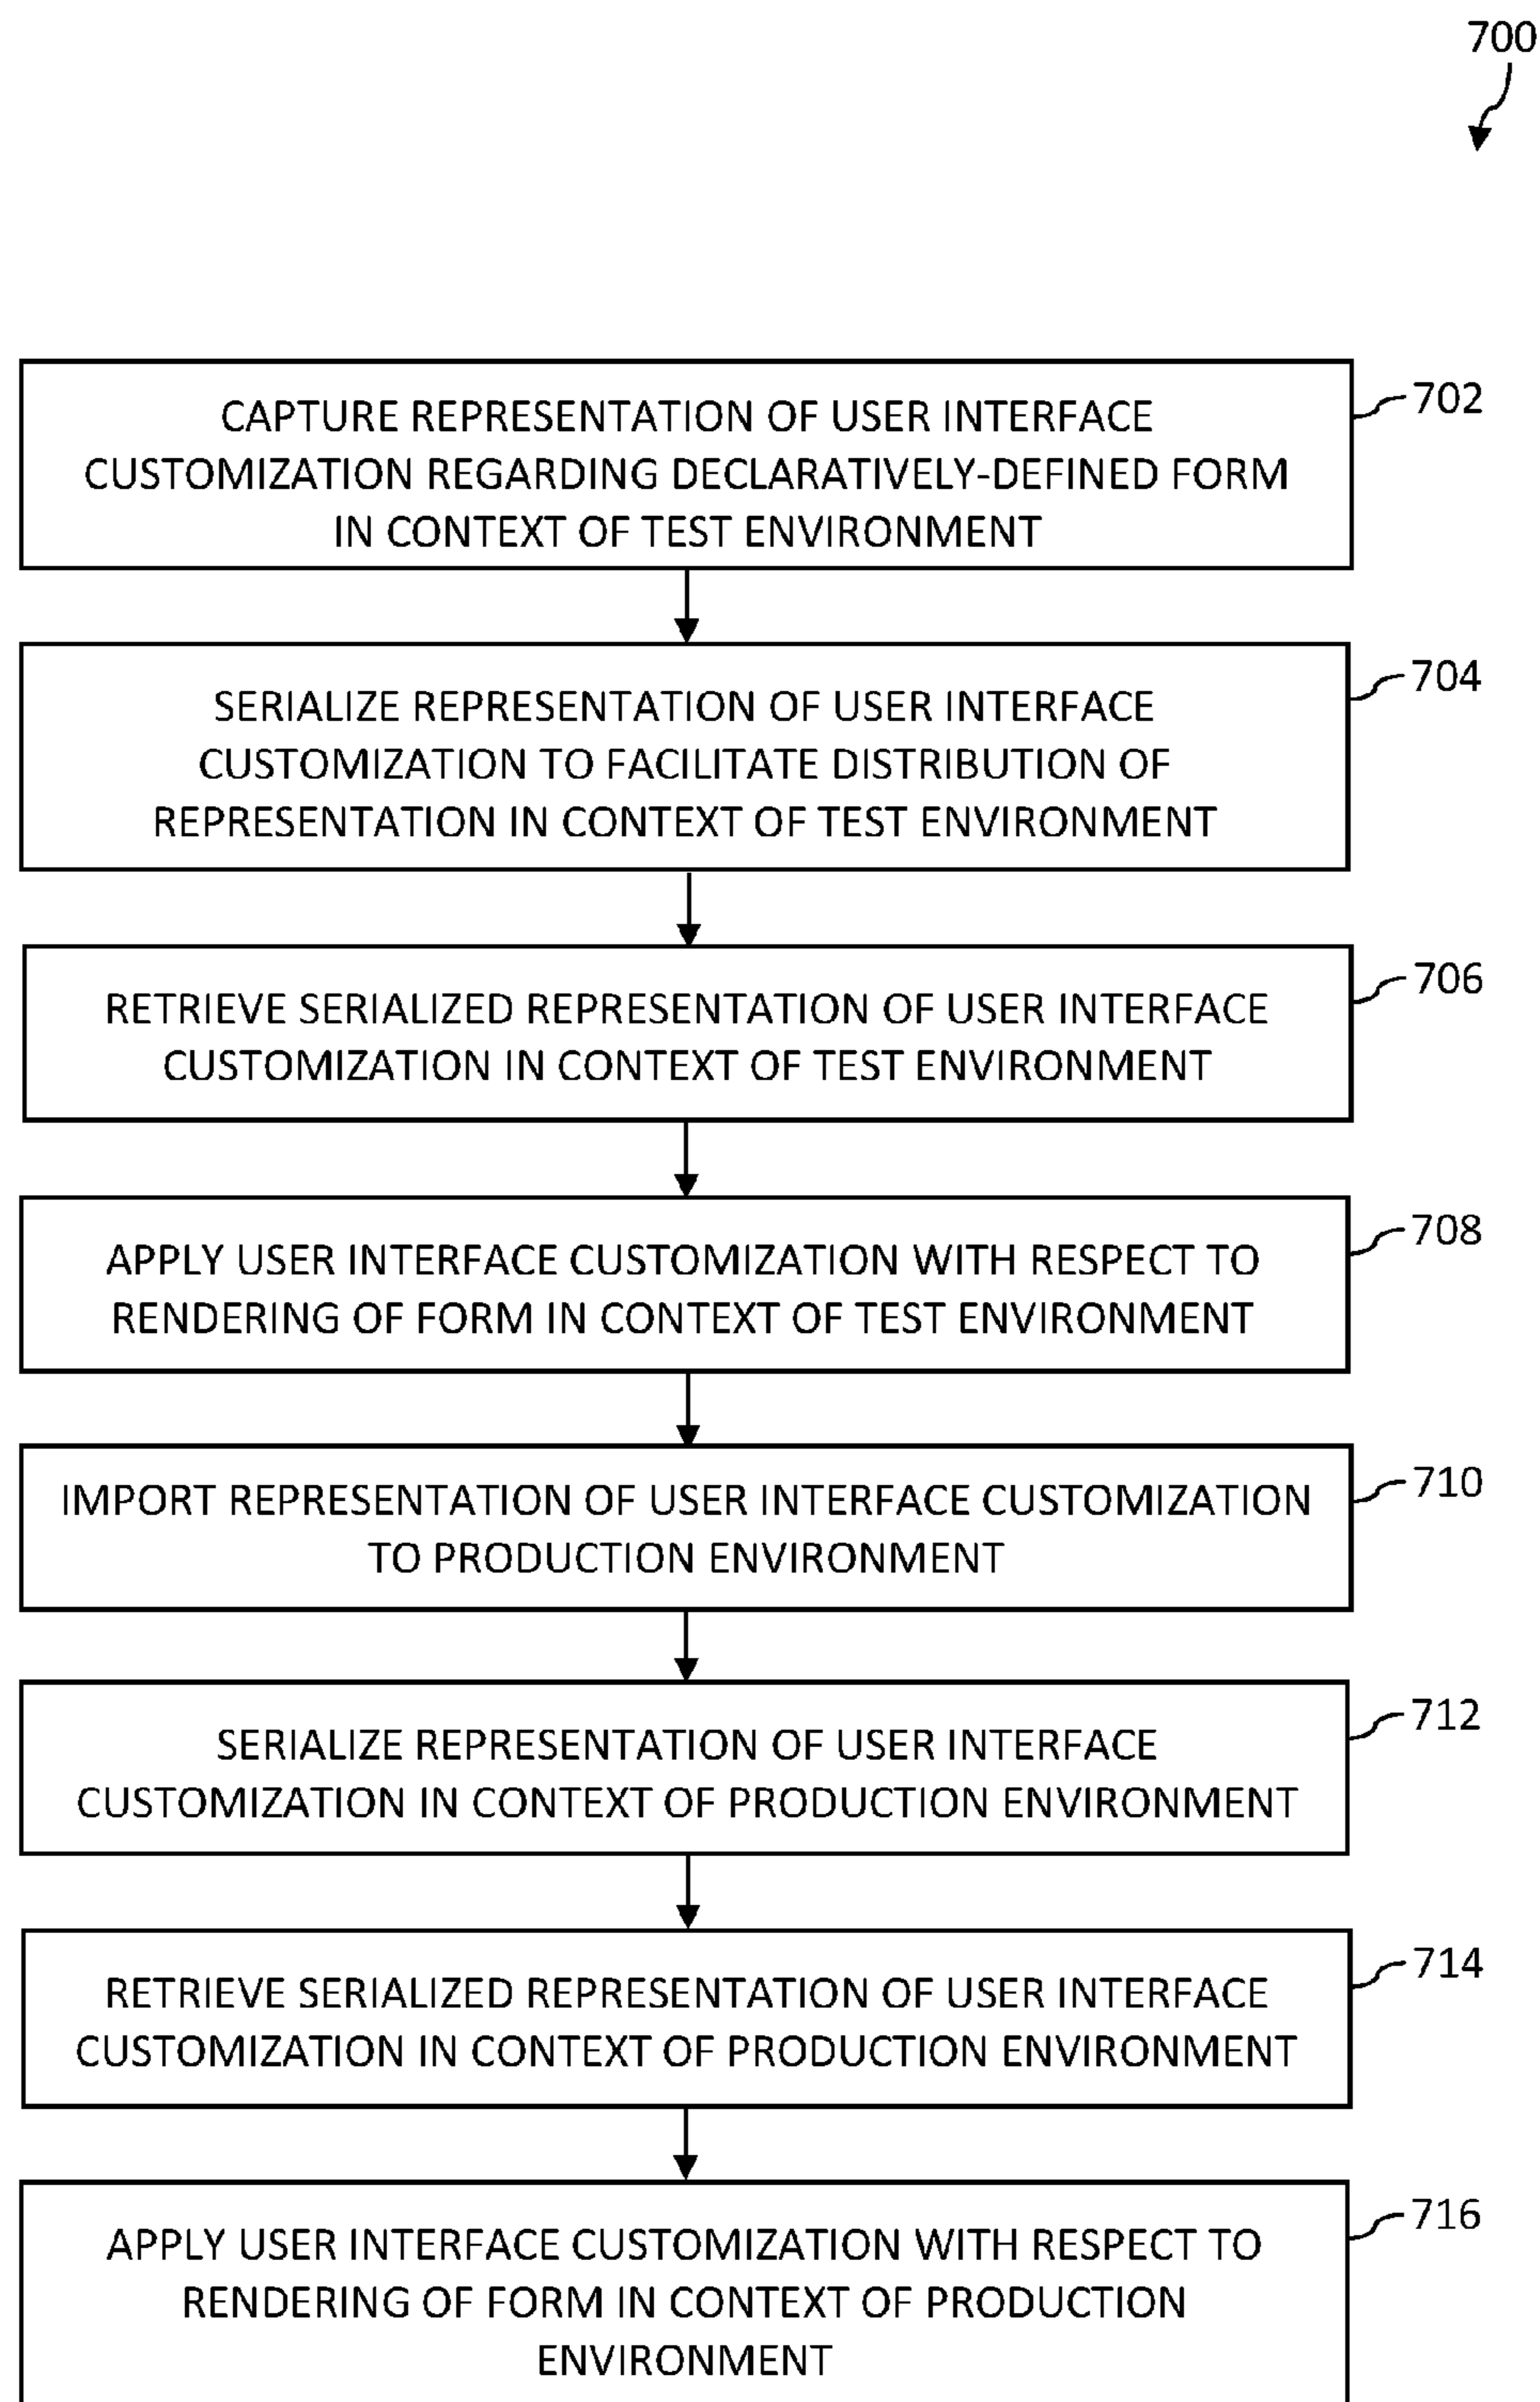 700
CAPTURE REPRESENTATION OF USER INTERFACE
CUSTOMIZATION REGARDING DECLARATIVELY-DEFINED FORM
IN CONTEXT OF TEST ENVIRONMENT
702
SERIALIZE REPRESENTATION OF USER INTERFACE
CUSTOMIZATION TO FACILITATE DISTRIBUTION OF
REPRESENTATION IN CONTEXT OF TEST ENVIRONMENT
704
RETRIEVE SERIALIZED REPRESENTATION OF USER INTERFACE
CUSTOMIZATION IN CONTEXT OF TEST ENVIRONMENT
706
APPLY USER INTERFACE CUSTOMIZATION WITH RESPECT TO
RENDERING OF FORM IN CONTEXT OF TEST ENVIRONMENT
708
IMPORT REPRESENTATION OF USER INTERFACE CUSTOMIZATION
TO PRODUCTION ENVIRONMENT
710
SERIALIZE REPRESENTATION OF USER INTERFACE
CUSTOMIZATION IN CONTEXT OF PRODUCTION ENVIRONMENT
712
RETRIEVE SERIALIZED REPRESENTATION OF USER INTERFACE
CUSTOMIZATION IN CONTEXT OF PRODUCTION ENVIRONMENT
714
APPLY USER INTERFACE CUSTOMIZATION WITH RESPECT TO
RENDERING OF FORM IN CONTEXT OF PRODUCTION
ENVIRONMENT
716